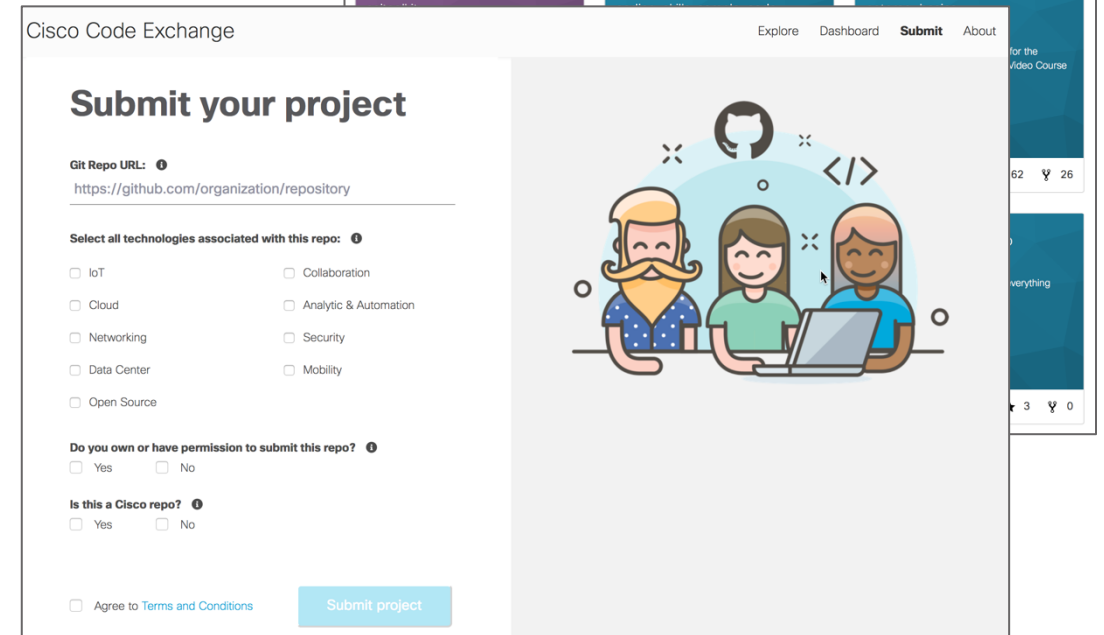 Cisco Code Exchange
Explore Dashboard Submit About
Submit your project
Git Repo URL:
https://github.com/organization/repository
Select all technologies associated with this repo:
IoT
Collaboration
Cloud
Analytic & Automation
Networking
Security
Data Center
Mobility
Open Source
Do you own or have permission to submit this repo?
Yes No
Is this a Cisco repo?
Yes No
Agree to Terms and Conditions
Submit project
for the
Video Course
62 26
everything
3 0